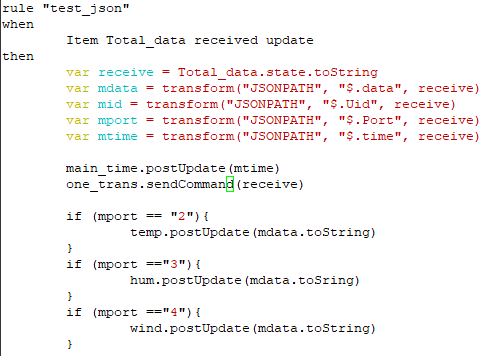 rule "test_json"
when
Item Total_data received update
then
var receive = Total_data.state.toString
var mdata = transform("JSONPATH", "$.data", receive)
var mid = transform("JSONPATH", "$.Uid", receive)
var mport = transform("JSONPATH", "$.Port", receive)
var mtime = transform("JSONPATH", "$.time", receive)
main_time.postUpdate(mtime)
one_trans.sendCommand(receive)
if (mport == "2"){
temp.postUpdate(mdata.toString)
}
if (mport =="3"){
hum.postUpdate(mdata.toSring)
}
if (mport =="4"){
wind.postUpdate(mdata.toString)
}